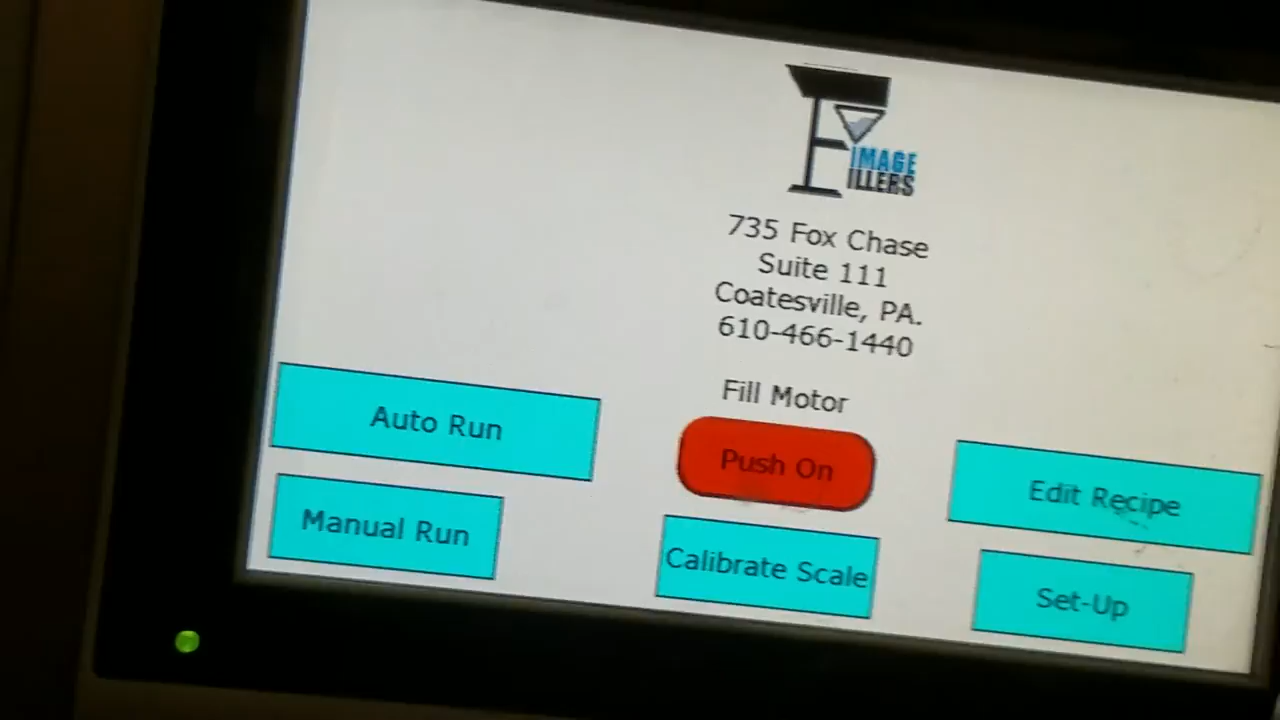 IMAGE
FILLERS
735 Fox Chase
Suite 111
Coatesville, PA.
610-466-1440
Fill Motor
Auto Run
Push On
Edit Recipe
Manual Run
Calibrate Scale
Set-Up